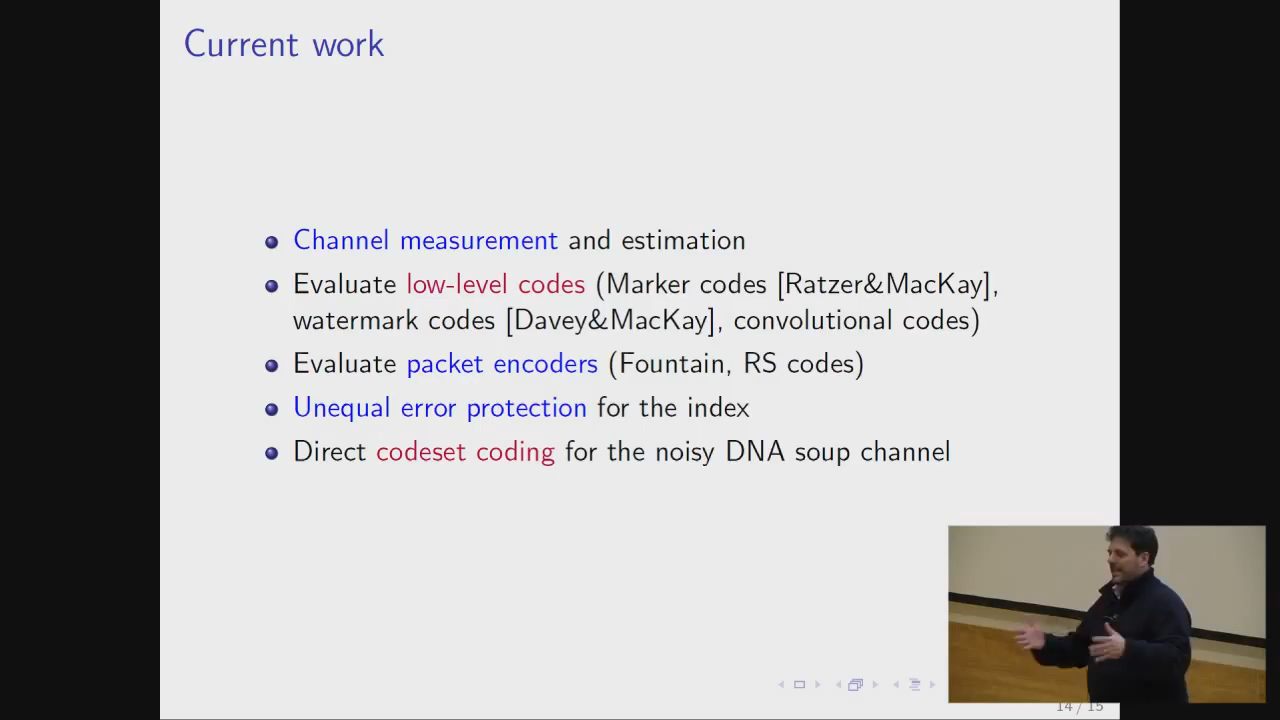 Current work
Channel measurement and estimation
Evaluate low-level codes (Marker codes [Ratzer&MacKay],
watermark codes [Davey&MacKay], convolutional codes)
Evaluate packet encoders (Fountain, RS codes)
Unequal error protection for the index
Direct codeset coding for the noisy DNA soup channel
14 / 15